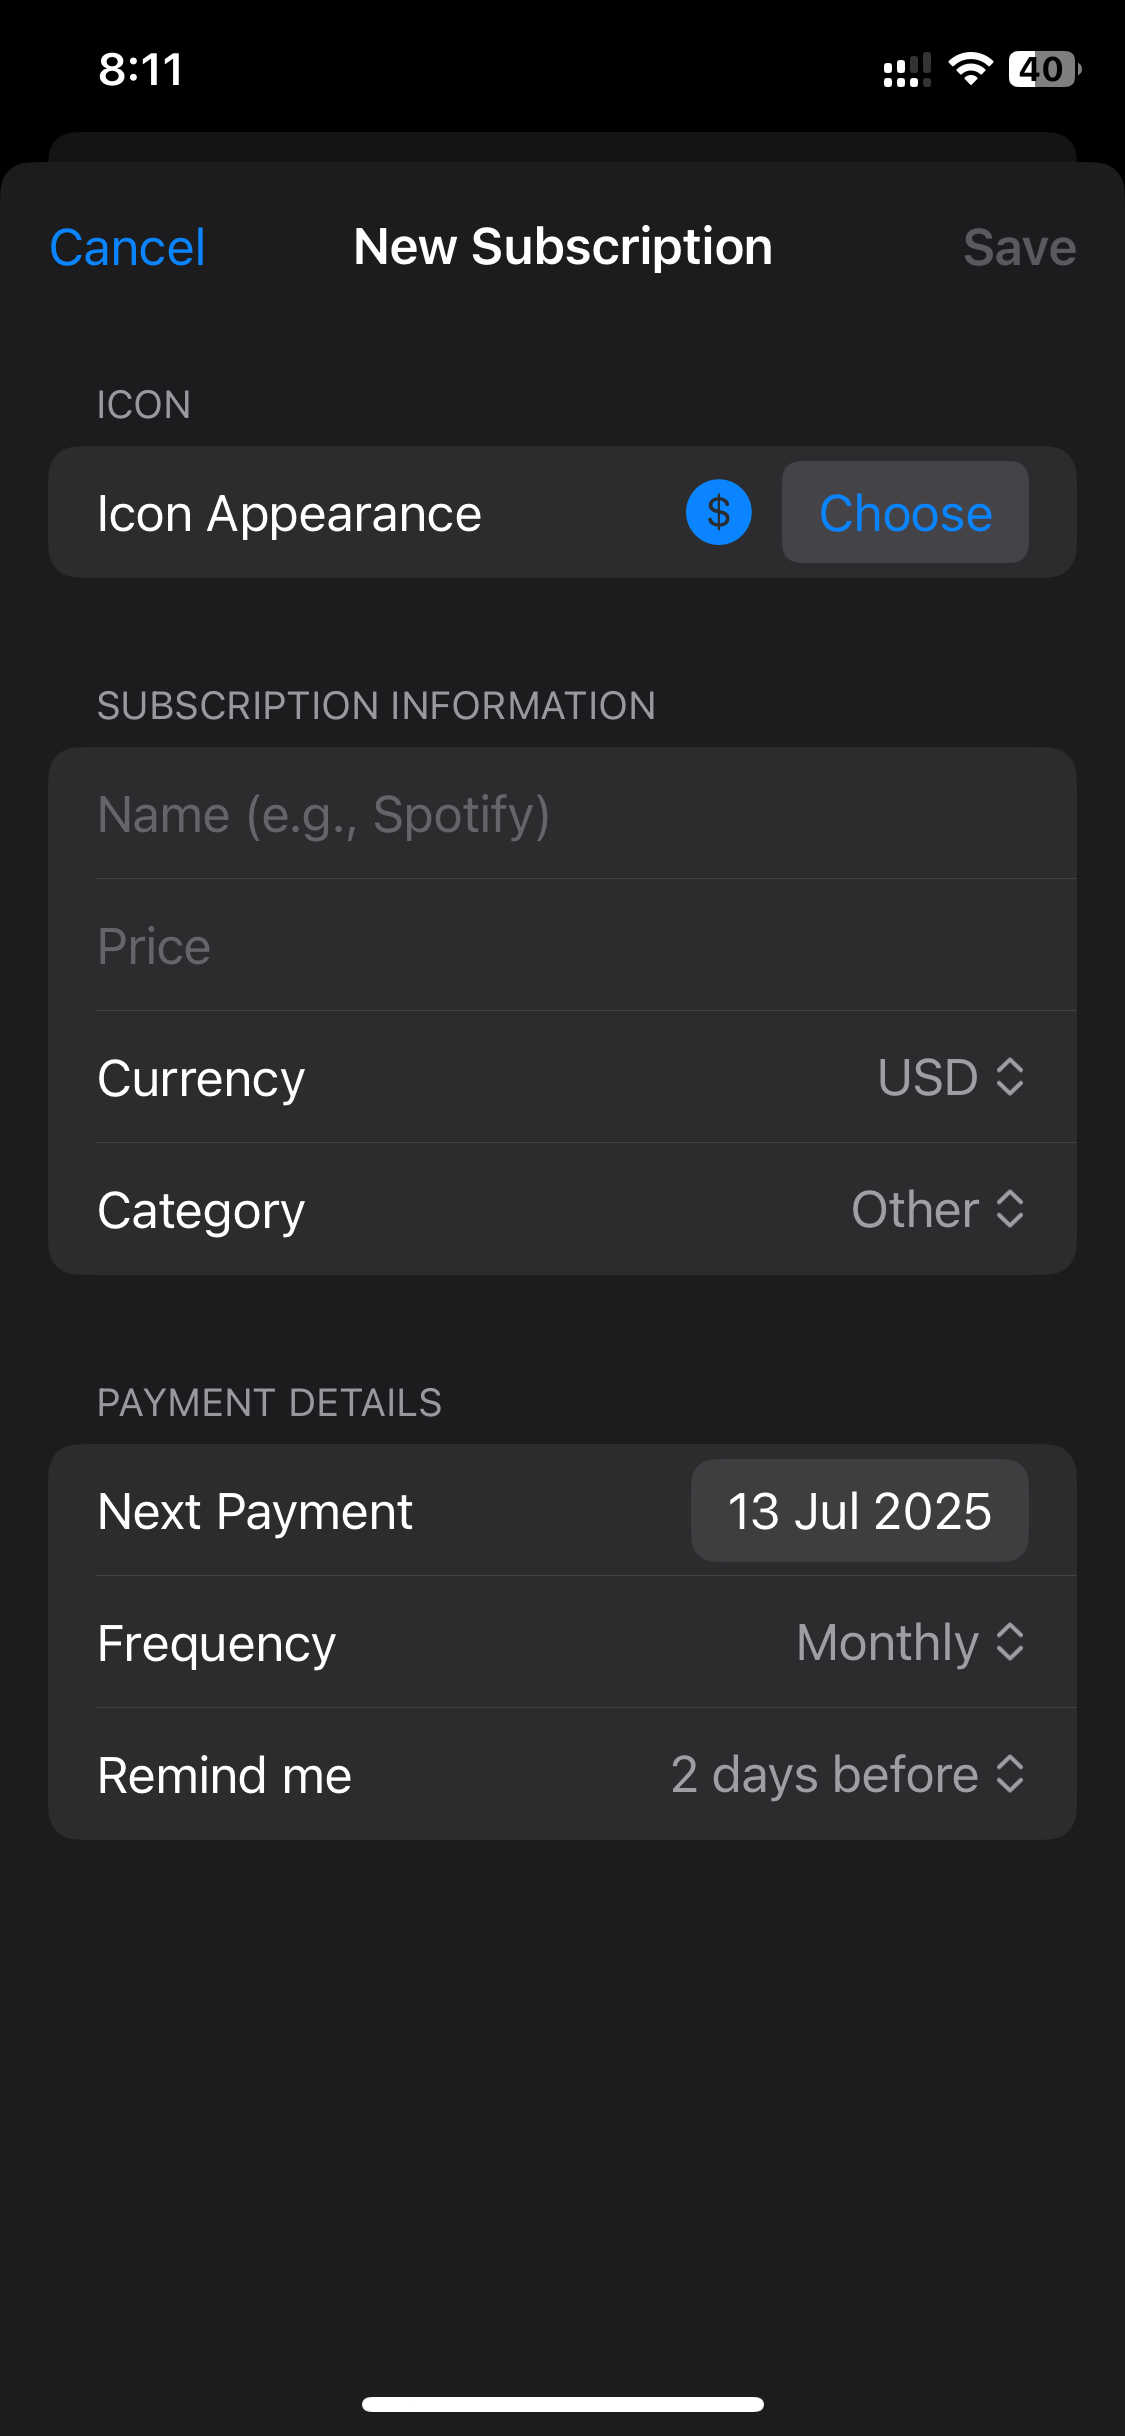 8:11
40
Cancel
New Subscription
Save
ICON
Icon Appearance
$
Choose
SUBSCRIPTION INFORMATION
Name (e.g., Spotify)
Price
Currency
USD
Category
Other
PAYMENT DETAILS
Next Payment
13 Jul 2025
Frequency
Monthly
Remind me
2 days before